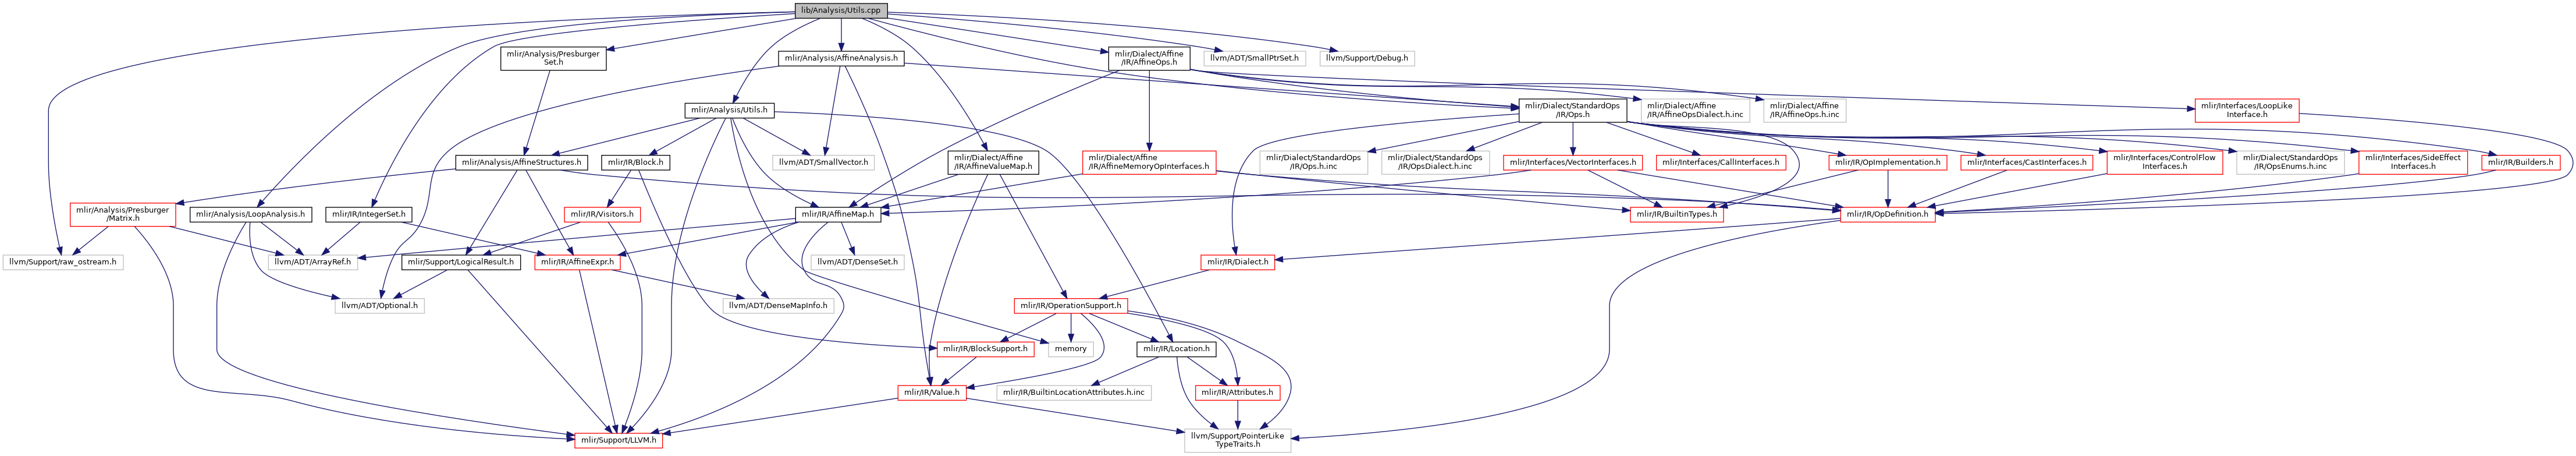 lib/Analysis/Utils.cpp
mlir/Analysis/Presburger
Set.h
mlir/Analysis/AffineAnalysis.h
mlir/Dialect/Affine
/IR/AffineOps.h
llvm/ADT/SmallPtrSet.h
llvm/Support/Debug.h
mlir/Analysis/Utils.h
mlir/Dialect/StandardOps
/IR/Ops.h
mlir/Dialect/Affine
/IR/AffineOpsDialect.h.inc
mlir/Dialect/Affine
/IR/AffineOps.h.inc
mlir/Interfaces/LoopLike
Interface.h
mlir/Analysis/AffineStructures.h
mlir/IR/Block.h
llvm/ADT/SmallVector.h
mlir/Dialect/Affine
/IR/AffineValueMap.h
mlir/Dialect/Affine
/IR/AffineMemoryOpInterfaces.h
mlir/Dialect/StandardOps
/IR/Ops.h.inc
mlir/Dialect/StandardOps
/IR/OpsDialect.h.inc
mlir/Interfaces/VectorInterfaces.h
mlir/Interfaces/CallInterfaces.h
mlir/IR/OpImplementation.h
mlir/Interfaces/CastInterfaces.h
mlir/Interfaces/ControlFlow
Interfaces.h
mlir/Dialect/StandardOps
/IR/OpsEnums.h.inc
mlir/Interfaces/SideEffect
Interfaces.h
mlir/IR/Builders.h
mlir/Analysis/Presburger
/Matrix.h
mlir/Analysis/LoopAnalysis.h
mlir/IR/IntegerSet.h
mlir/IR/Visitors.h
mlir/IR/AffineMap.h
mlir/IR/BuiltinTypes.h
mlir/IR/OpDefinition.h
llvm/Support/raw_ostream.h
llvm/ADT/ArrayRef.h
mlir/Support/LogicalResult.h
mlir/IR/AffineExpr.h
llvm/ADT/DenseSet.h
mlir/IR/Dialect.h
llvm/ADT/Optional.h
llvm/ADT/DenseMapInfo.h
mlir/IR/OperationSupport.h
mlir/IR/BlockSupport.h
memory
mlir/IR/Location.h
mlir/IR/Value.h
mlir/IR/BuiltinLocationAttributes.h.inc
mlir/IR/Attributes.h
mlir/Support/LLVM.h
llvm/Support/PointerLike
TypeTraits.h